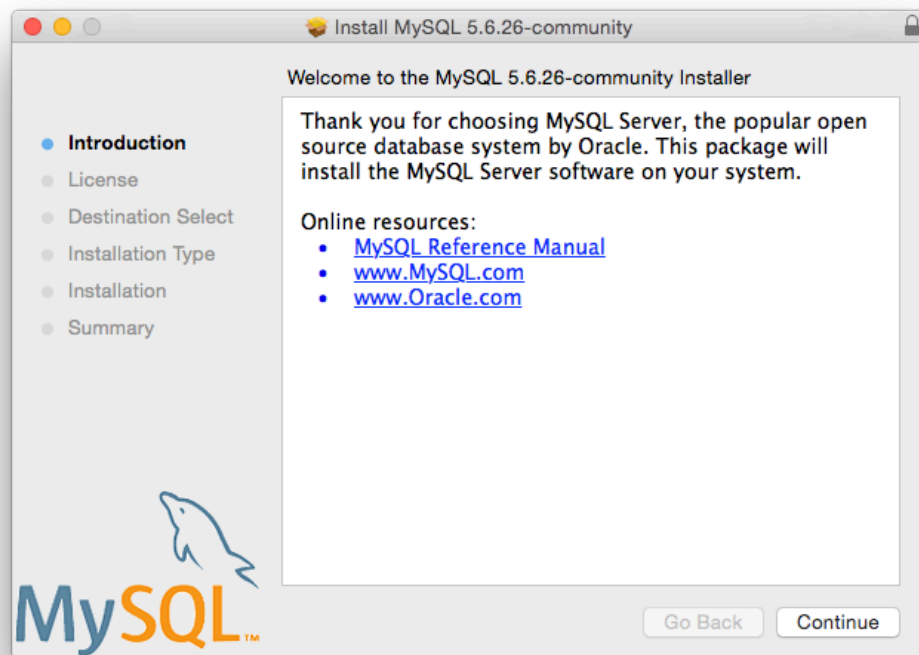 Install MySQL 5.6.26-community
Welcome to the MySQL 5.6.26-community Installer
Introduction
License
Destination Select
Installation Type
Installation
Summary
Thank you for choosing MySQL Server, the popular open
source database system by Oracle. This package will
install the MySQL Server software on your system.
Online resources:
• MySQL Reference Manual
• www.MySQL.com
• www.Oracle.com
MySQL™
Go Back
Continue